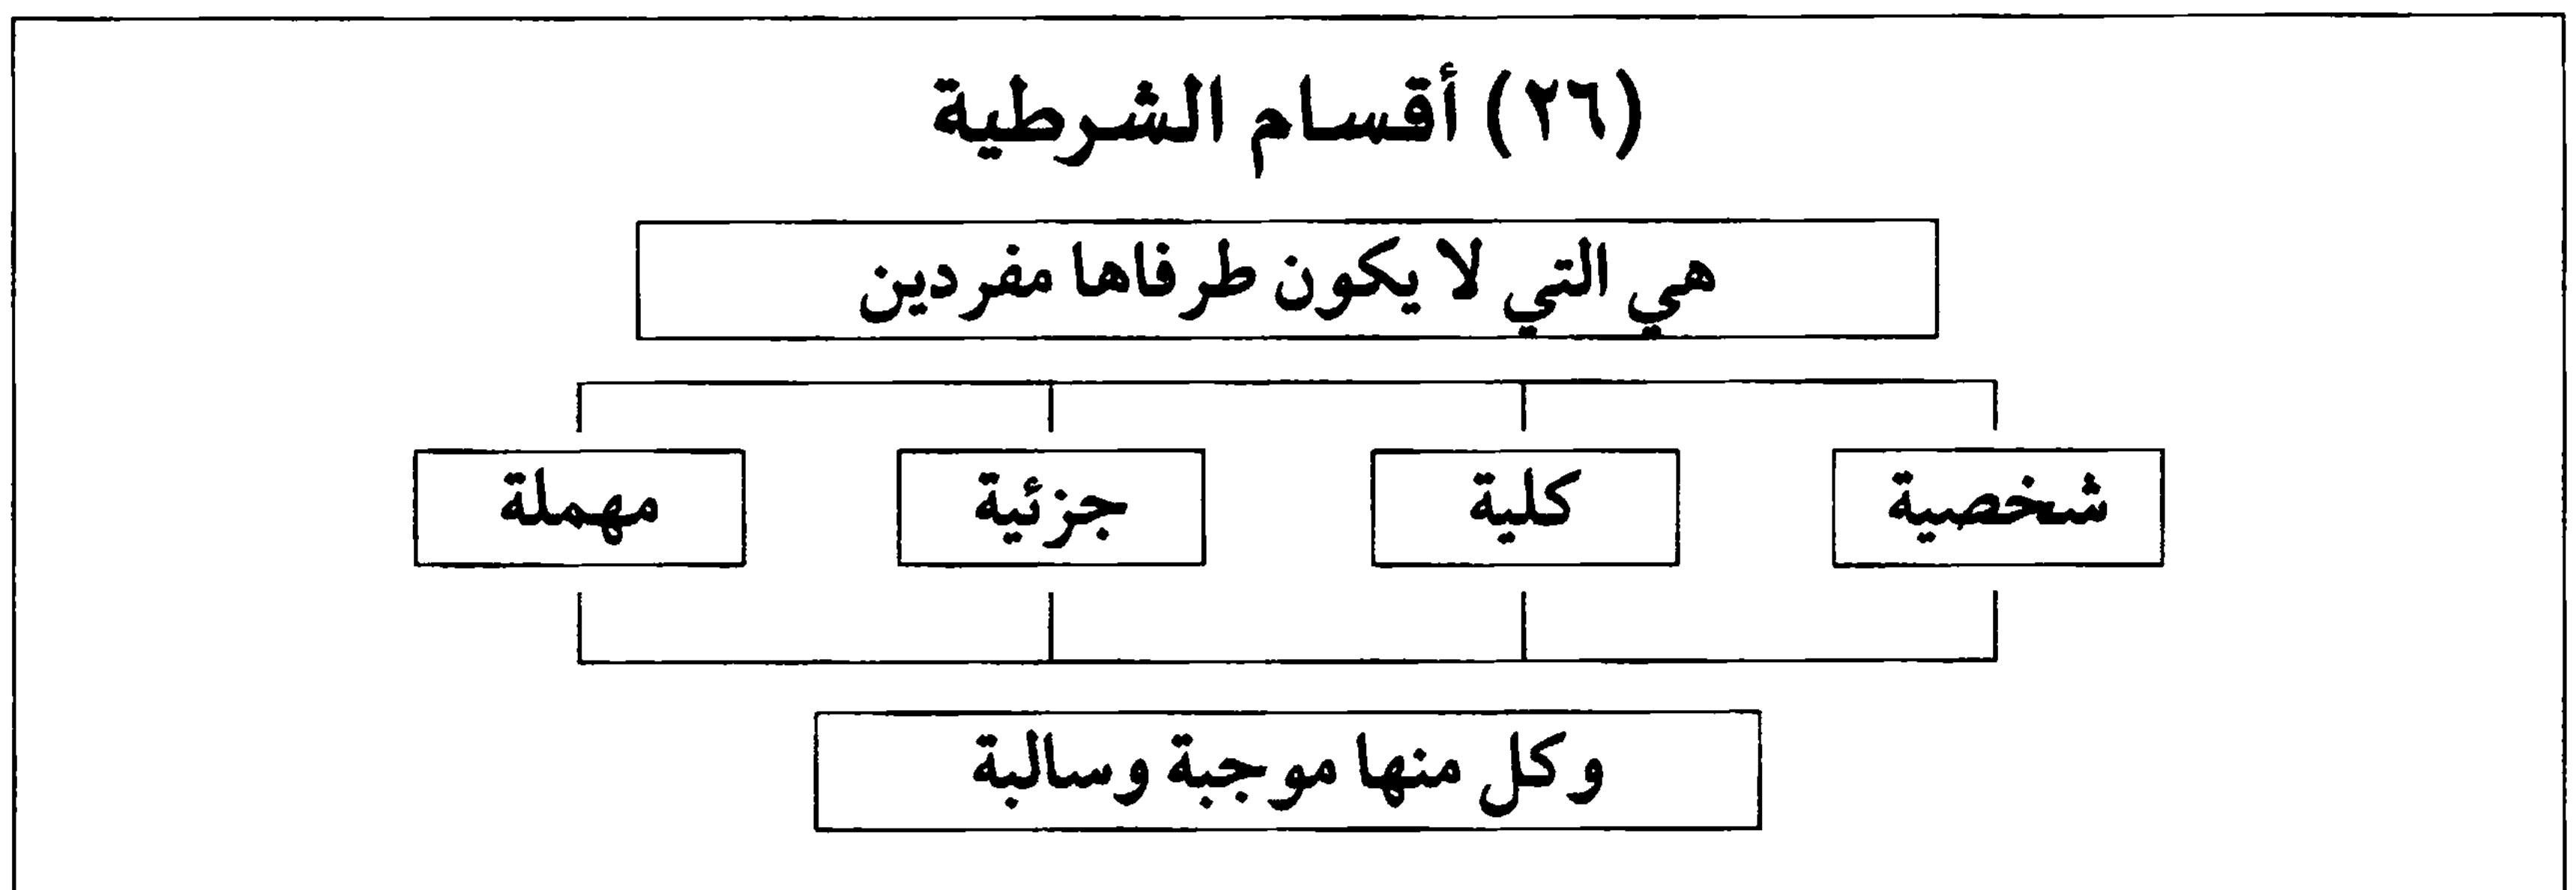 (٢٦) أقسام الشرطية
هي التي لا يكون طرفاها مفردين
شخصية
كلية
جزئية
مهملة
وكل منها موجبة وسالبة